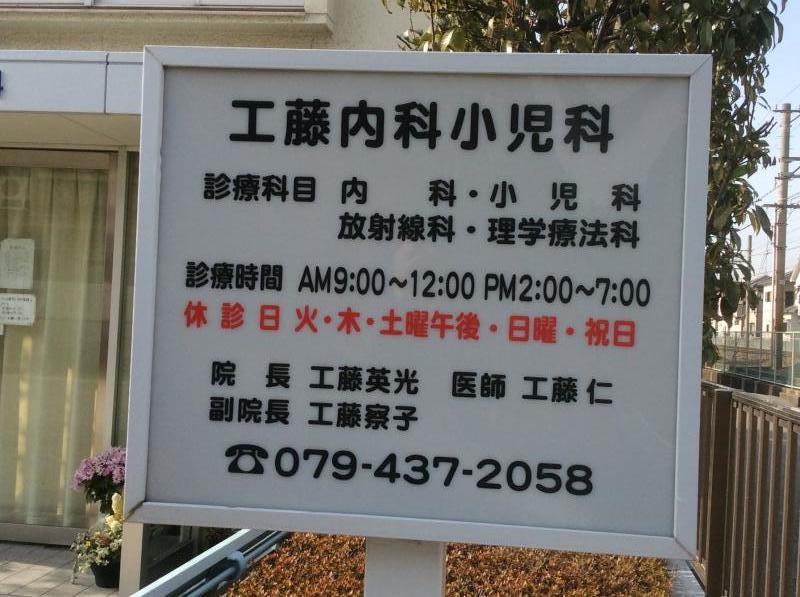 工藤内科小児科
診療科目 内 科・小 児 科
放射線科・理学療法科
診療時間 AM9:00〜12:00 PM2:00〜7:00
休 診 日 火・木・土曜午後・日曜・祝日
院 長 工藤英光 医師 工藤 仁
副院長 工藤察子
☎079-437-2058